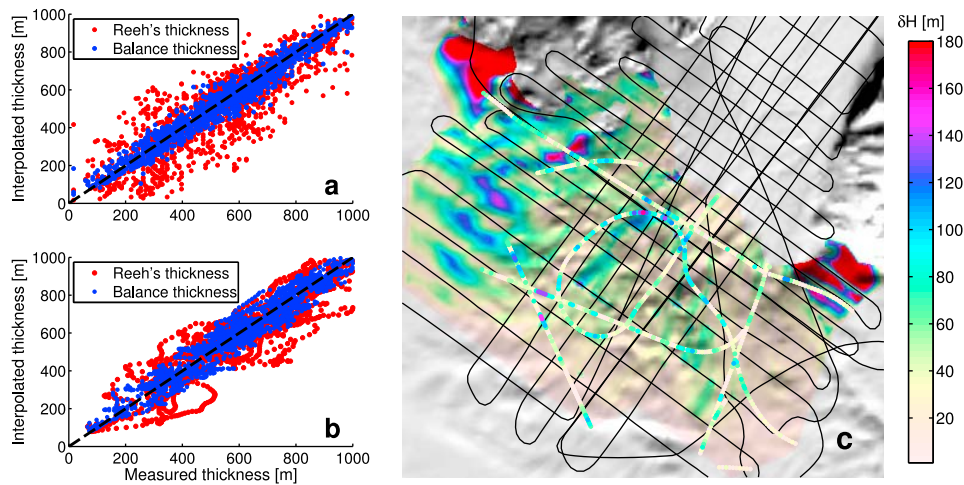 1000
800
600
400
200
0
Interpolated thickness [m]
Reeh's thickness
Balance thickness
a
0 200 400 600 800 1000
1000
800
600
400
200
0
Interpolated thickness [m]
Reeh's thickness
Balance thickness
b
0 200 400 600 800 1000
Measured thickness [m]
c
δH [m]
180
160
140
120
100
80
60
40
20